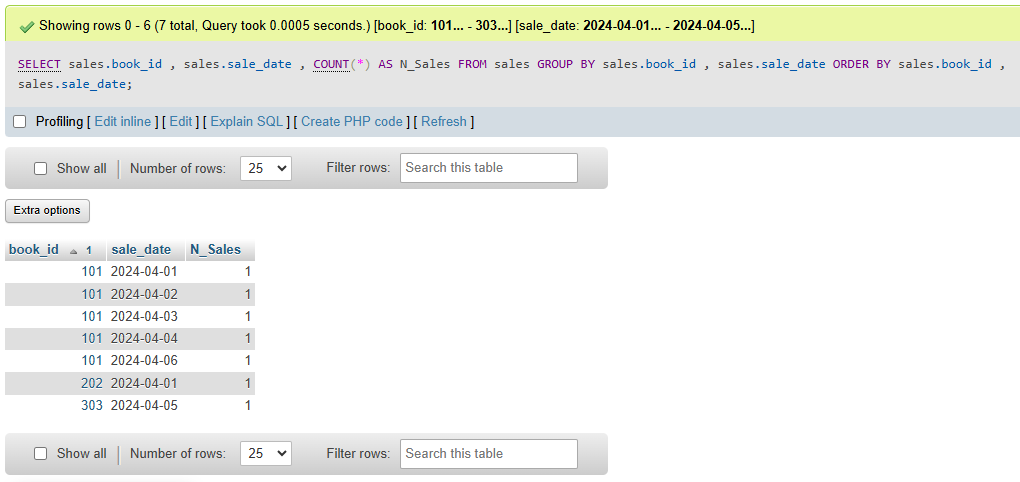 Showing rows 0 - 6 (7 total, Query took 0.0005 seconds.) [book_id: 101... - 303...] [sale_date: 2024-04-01... - 2024-04-05...]
SELECT sales.book_id , sales.sale_date , COUNT(*) AS N_Sales FROM sales GROUP BY sales.book_id , sales.sale_date ORDER BY sales.book_id ,
sales.sale_date;
Profiling [ Edit inline ] [ Edit ] [ Explain SQL ] [ Create PHP code ] [ Refresh ]
Show all Number of rows: 25 Filter rows: Search this table
Extra options
book_id 1 sale_date N_Sales
101 2024-04-01 1
101 2024-04-02 1
101 2024-04-03 1
101 2024-04-04 1
101 2024-04-06 1
202 2024-04-01 1
303 2024-04-05 1
Show all Number of rows: 25 Filter rows: Search this table